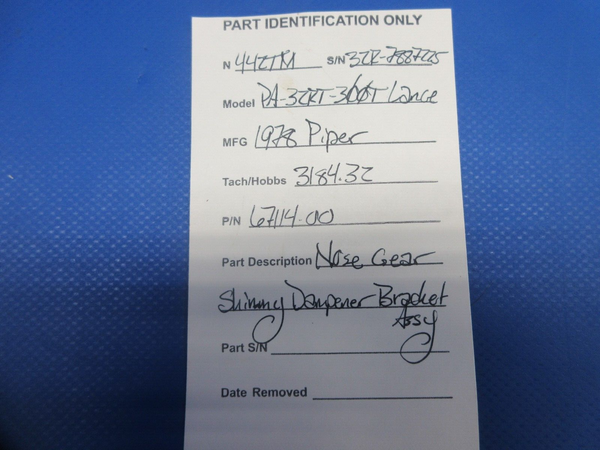 PART IDENTIFICATION ONLY
N 442TM S/N 32R-7887225
Model PA-32RT-300T Lance
MFG 1978 Piper
Tach/Hobbs 3184.32
P/N 67114-00
Part Description Nose Gear
Shimmy Dampener Bracket
Assy
Part S/N
Date Removed